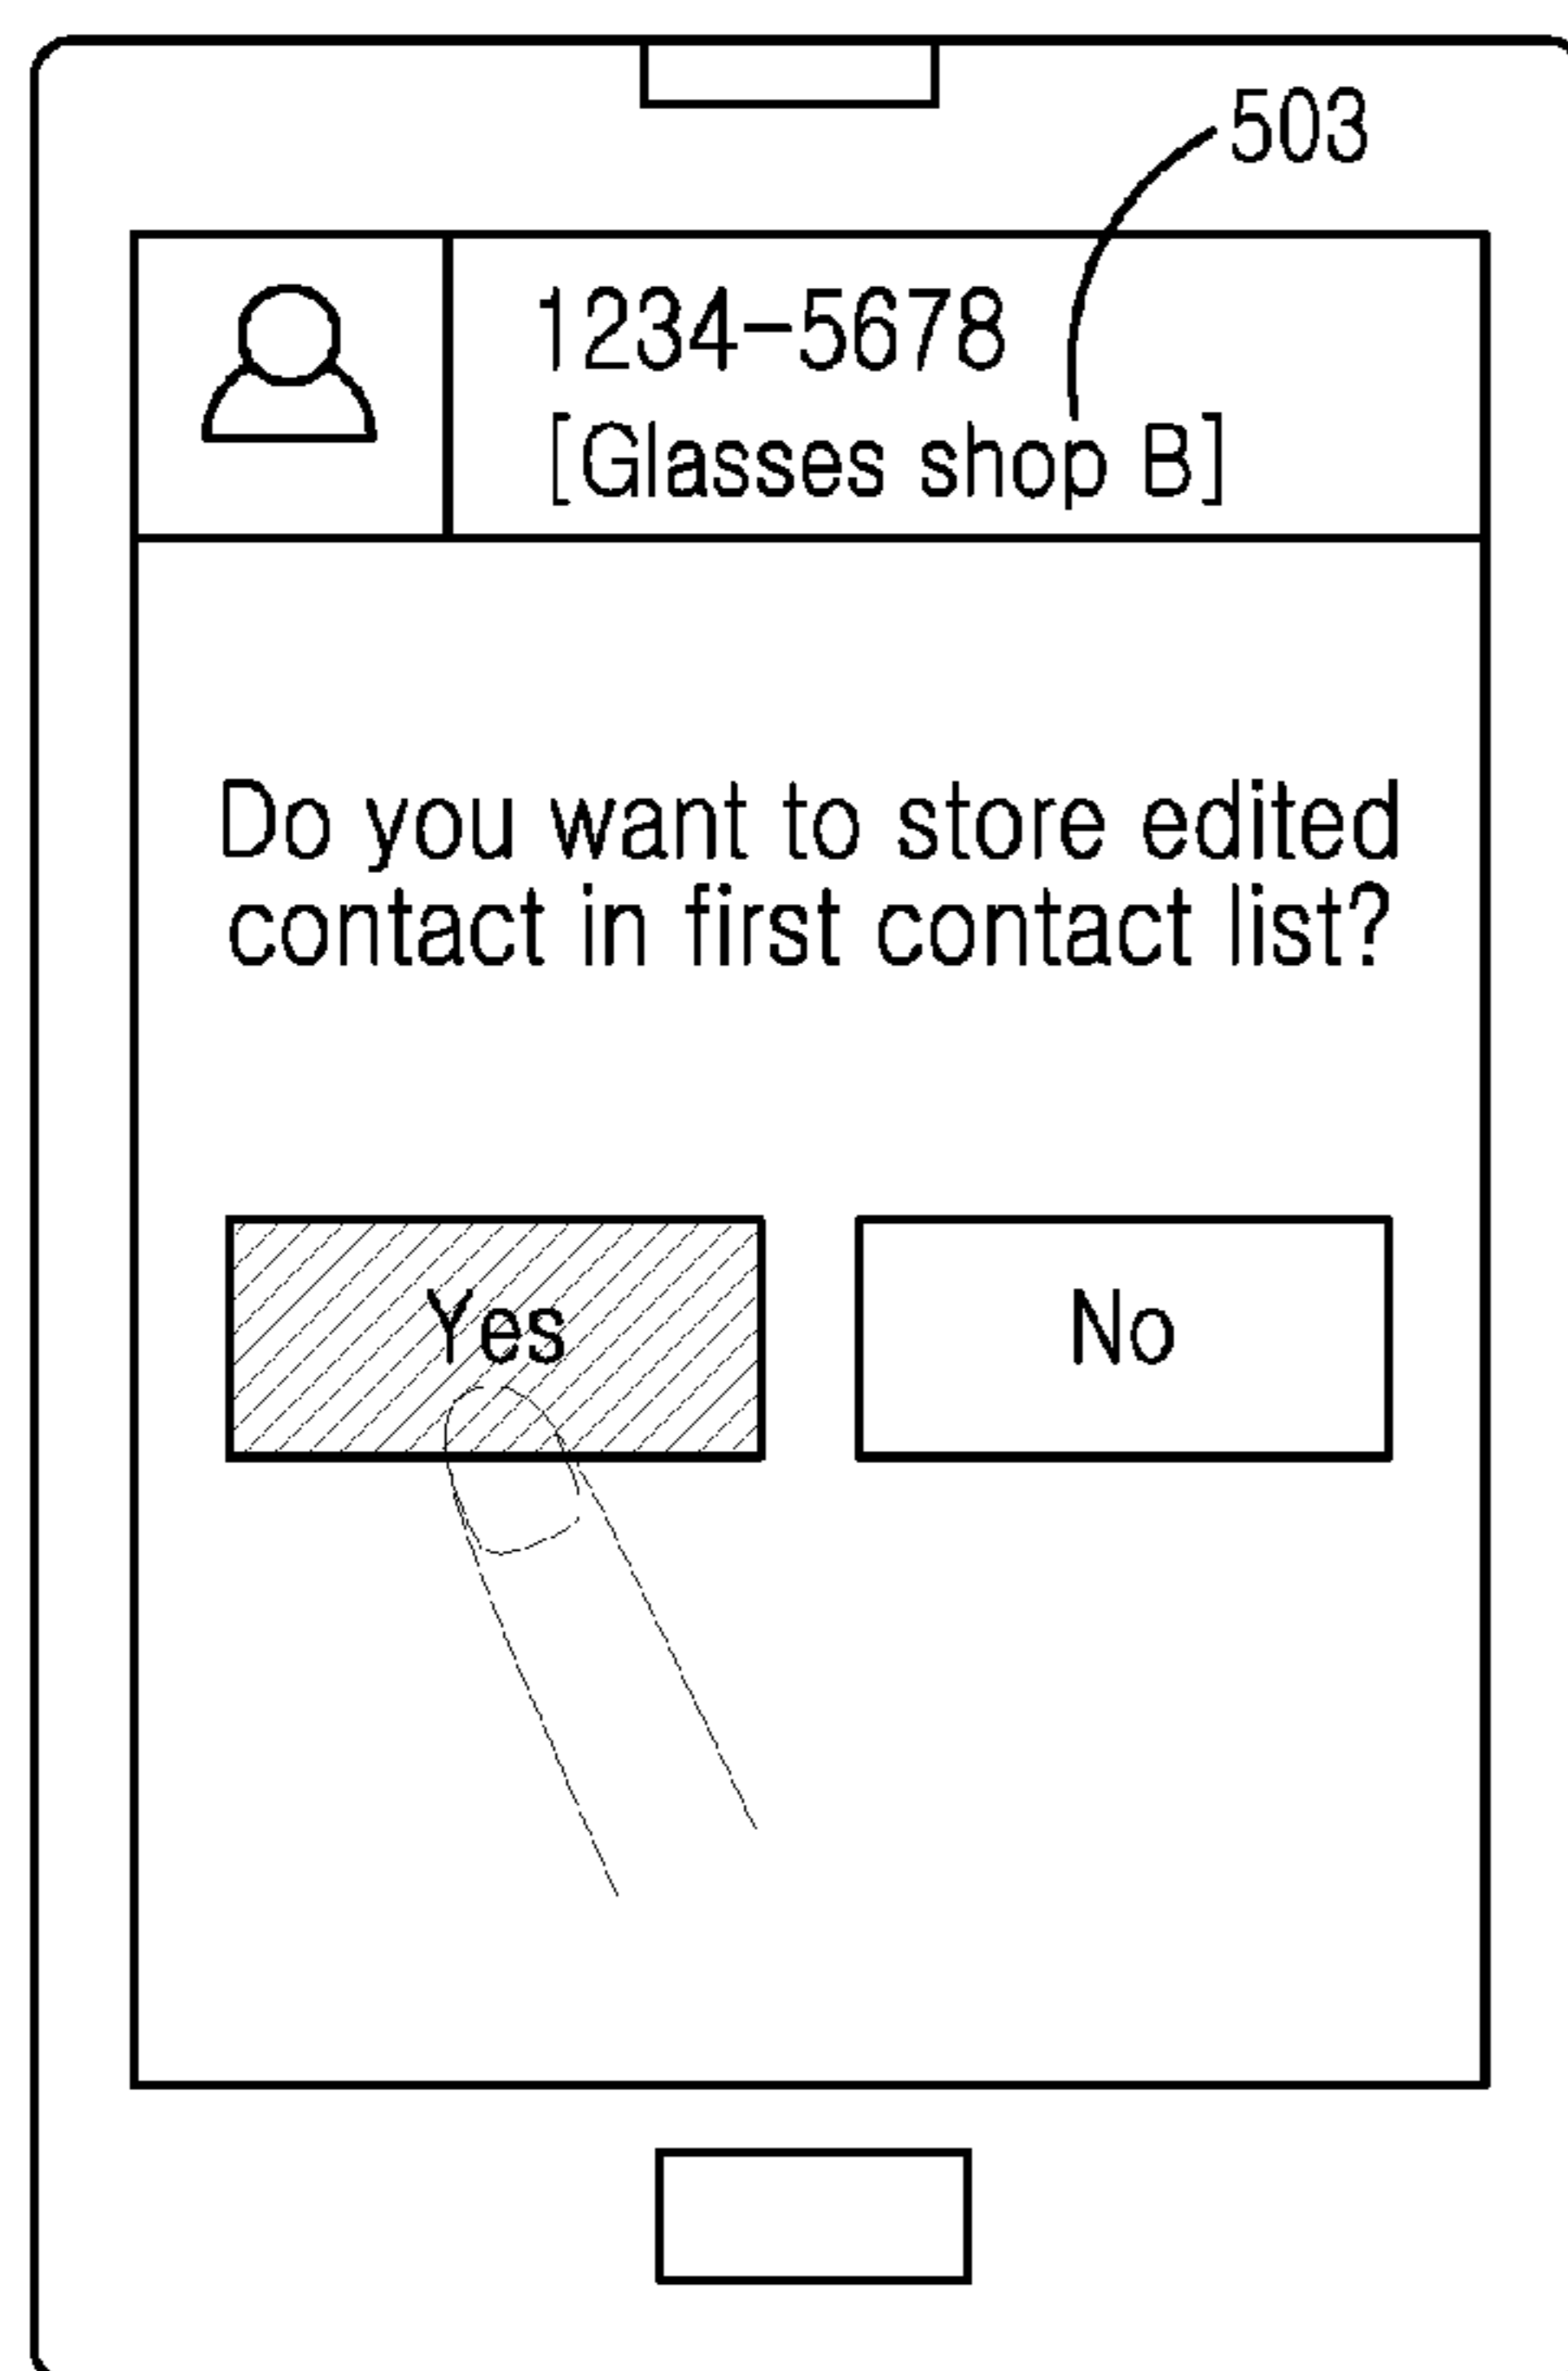 503
1234-5678
[Glasses shop B]
Do you want to store edited
contact in first contact list?
Yes
No